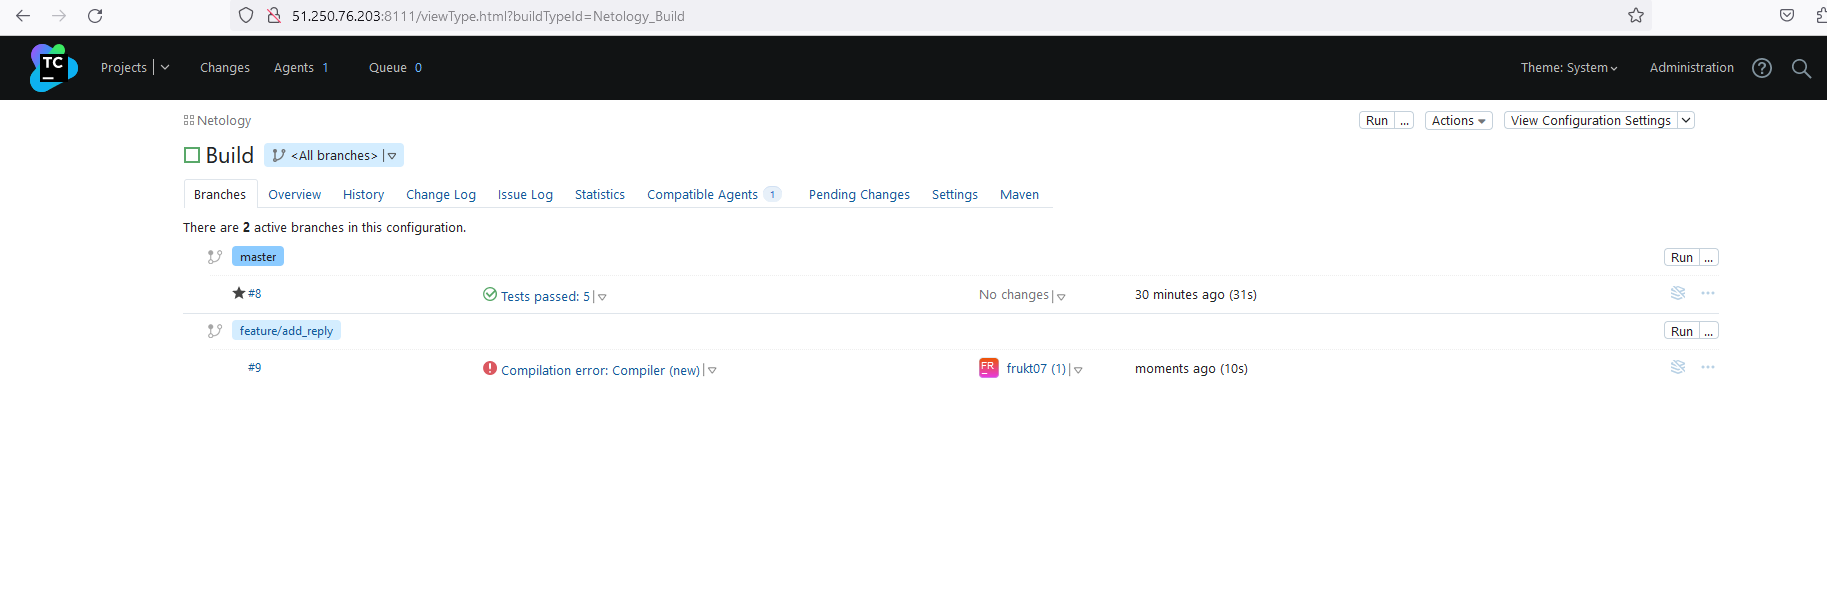 51.250.76.203:8111/viewType.html?buildTypeId=Netology_Build
TC Projects Changes Agents 1 Queue 0 Theme: System Administration ?
Netology Run ... Actions View Configuration Settings
Build <All branches>
Branches Overview History Change Log Issue Log Statistics Compatible Agents 1 Pending Changes Settings Maven
There are 2 active branches in this configuration.
master Run ...
#8 Tests passed: 5 No changes 30 minutes ago (31s)
feature/add_reply Run ...
#9 Compilation error: Compiler (new) FR frukt07 (1) moments ago (10s)